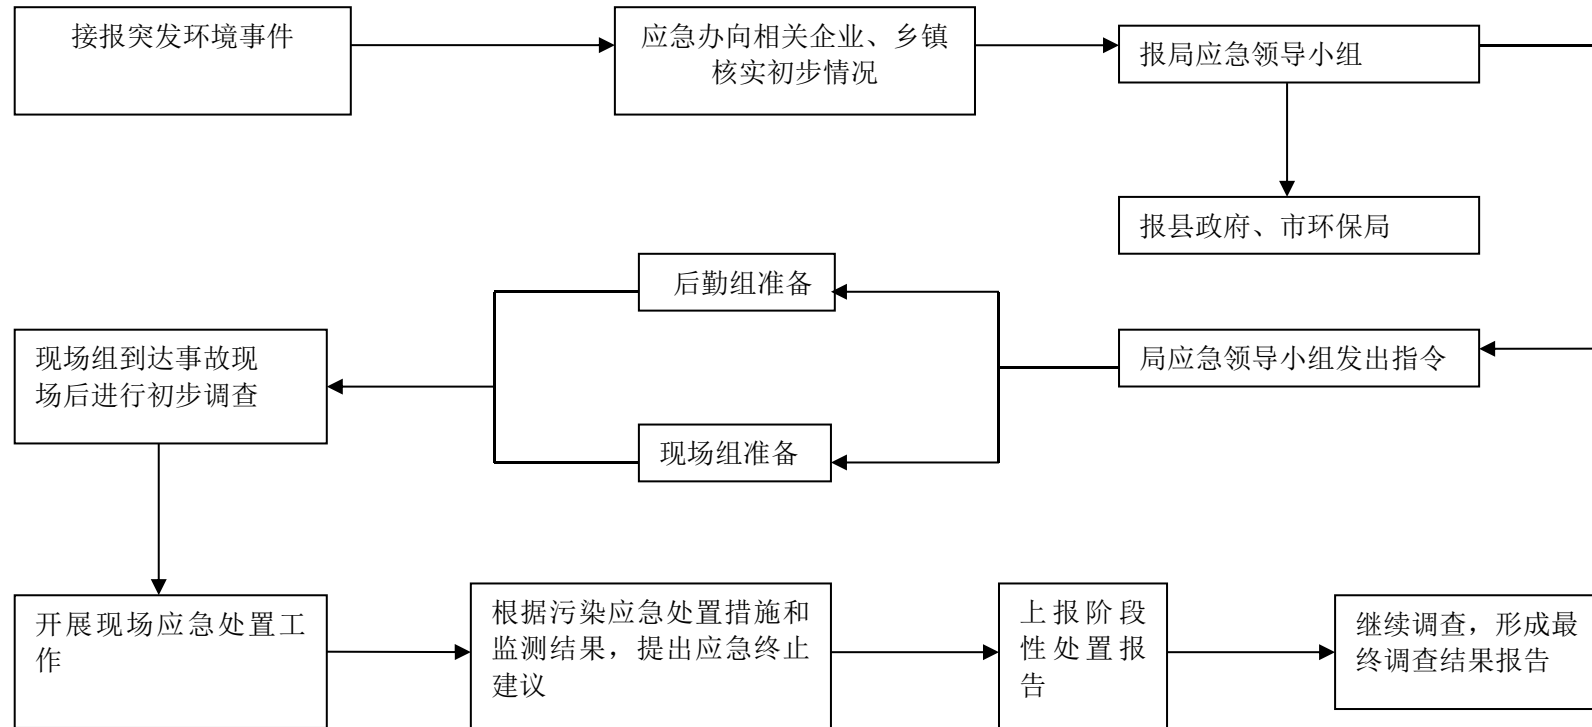 接报突发环境事件
应急办向相关企业、乡镇
核实初步情况
报局应急领导小组
报县政府、市环保局
后勤组准备
现场组到达事故现
场后进行初步调查
局应急领导小组发出指令
现场组准备
开展现场应急处置工
作
根据污染应急处置措施和
监测结果，提出应急终止
建议
上报阶段
性处置报
告
继续调查，形成最
终调查结果报告